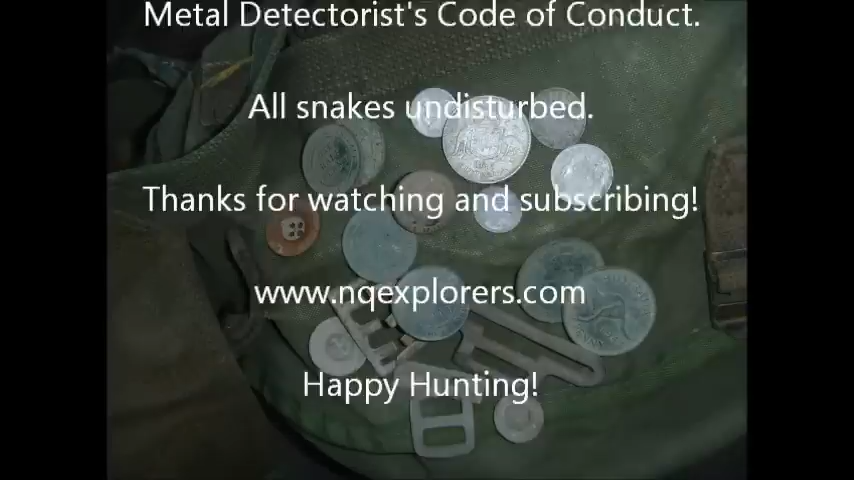 Metal Detectorist's Code of Conduct.
All snakes undisturbed.
Thanks for watching and subscribing!
www.nqexplorers.com
Happy Hunting!